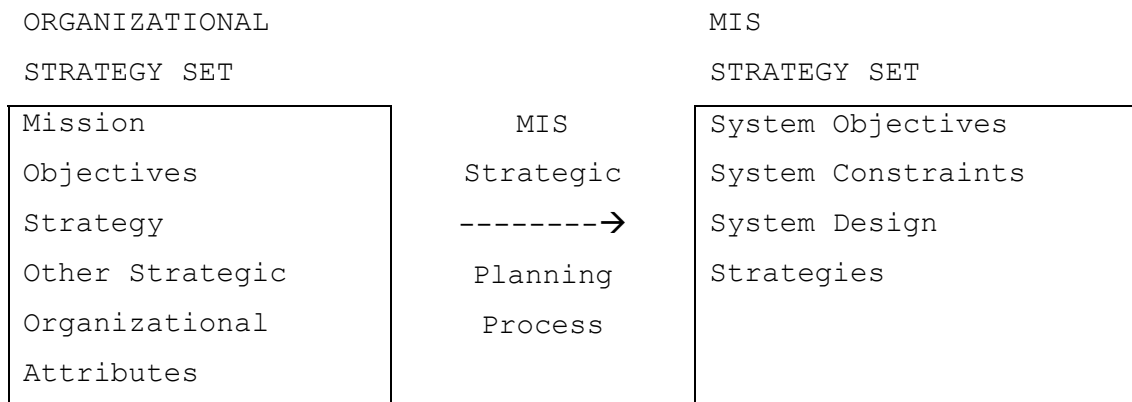 ORGANIZATIONAL
STRATEGY SET
Mission
Objectives
Strategy
Other Strategic
Organizational
Attributes
MIS
Strategic
--------→
Planning
Process
MIS
STRATEGY SET
System Objectives
System Constraints
System Design
Strategies